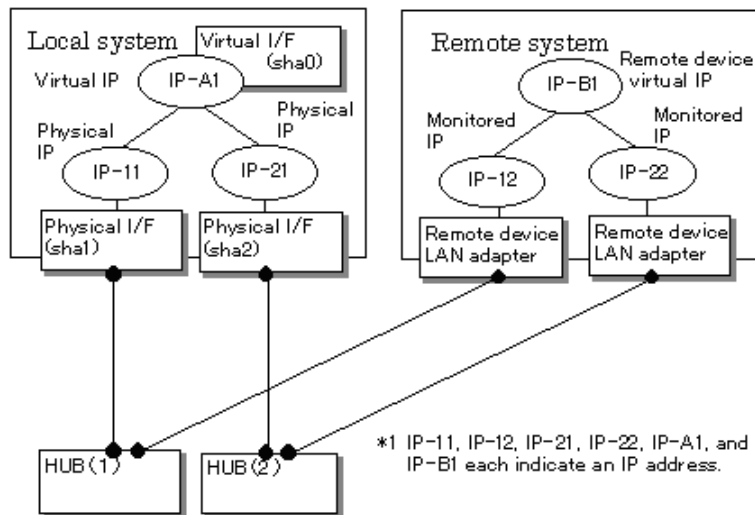 Local system
Virtual I/F
(sha0)
Virtual IP
IP-A1
Physical
IP
Physical
IP
IP-11
IP-21
Physical I/F
(sha1)
Physical I/F
(sha2)
Remote system
Remote device
virtual IP
IP-B1
Monitored
IP
Monitored
IP
IP-12
IP-22
Remote device
LAN adapter
Remote device
LAN adapter
HUB(1)
HUB(2)
*1 IP-11, IP-12, IP-21, IP-22, IP-A1, and
IP-B1 each indicate an IP address.